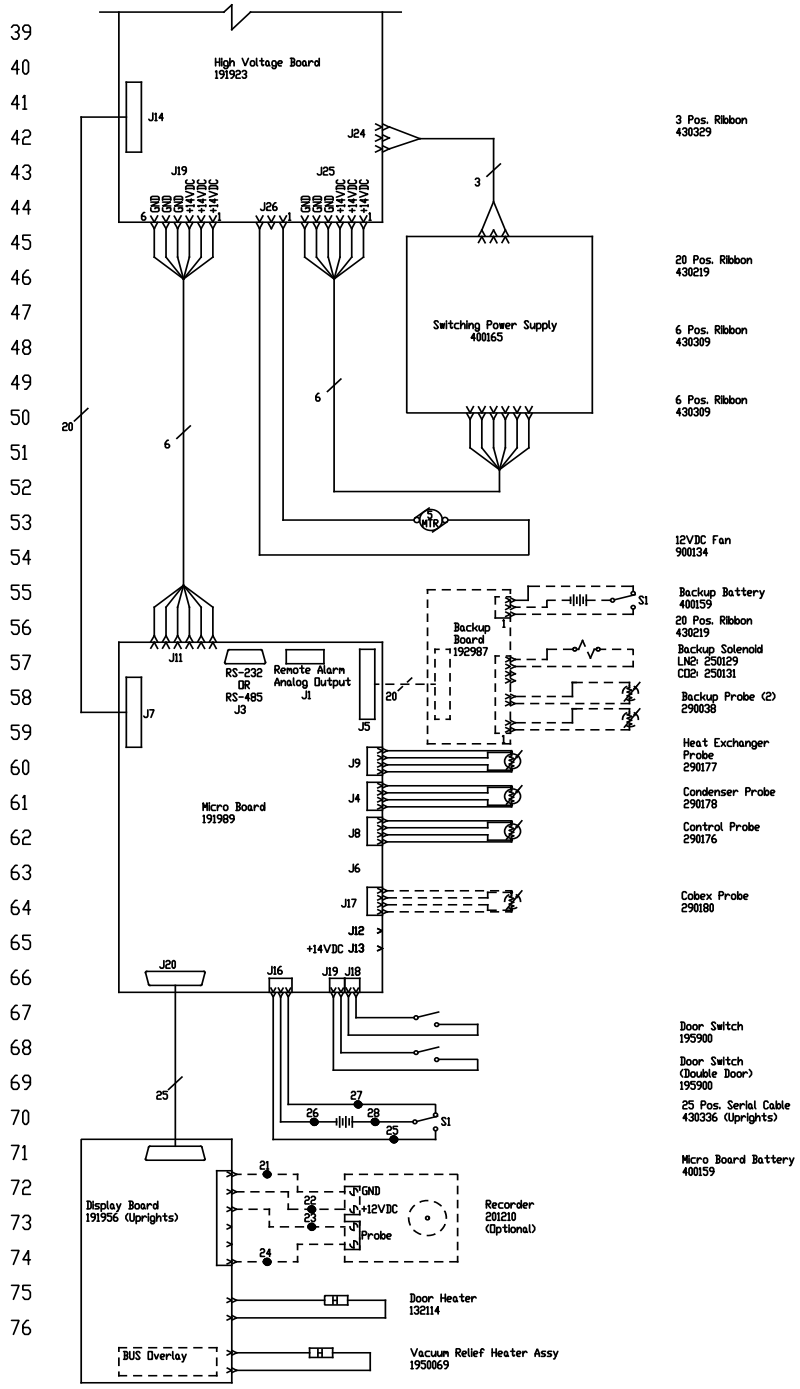 39
40
High Voltage Board
191923
41
J14
3 Pos. Ribbon
430329
42
J24
43
J19
J25
3
GND
GND
GND
+14VDC
+14VDC
+14VDC
GND
GND
GND
+14VDC
+14VDC
+14VDC
44
6
1
J26
1
1
45
46
20 Pos. Ribbon
430219
47
Switching Power Supply
400165
6 Pos. Ribbon
430309
48
49
6
6 Pos. Ribbon
430309
50
20
6
51
52
53
5
MTR
54
12VDC Fan
900134
55
Backup Battery
400159
S1
56
Backup
Board
192987
1
20 Pos. Ribbon
430219
J11
57
RS-232
OR
RS-485
J3
Remote Alarm
Analog Output
J1
Backup Solenoid
LN2: 250129
CO2: 250131
58
20
Backup Probe (2)
290038
J7
J5
59
1
60
J9
Heat Exchanger
Probe
290177
61
Micro Board
191989
J4
Condenser Probe
290178
62
J8
Control Probe
290176
63
J6
64
J17
Cobex Probe
290180
65
J12
+14VDC J13
66
J20
J16
J19
J18
67
Door Switch
195900
68
Door Switch
(Double Door)
195900
69
25
27
25 Pos. Serial Cable
430336 (Uprights)
70
26
28
S1
25
71
Micro Board Battery
400159
21
72
Display Board
191956 (Uprights)
GND
22
+12VDC
Recorder
201210
(Optional)
73
23
Probe
74
24
75
Door Heater
132114
76
BUS Overlay
Vacuum Relief Heater Assy
1950069